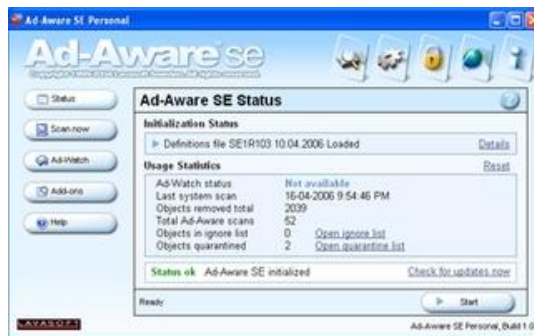 Ad-Aware SE Personal
Ad-Aware SE
Status
Ad-Aware SE Status
Initialization Status
Scan now
Definitions file SE1R103 10.04.2006 Loaded Details
Usage Statistics Reset
Ad-Watch
Ad-Watch status Not available
Last system scan 16-04-2006 9:54:46 PM
Objects removed total 2039
Add-ons
Total Ad-Aware scans 52
Objects in ignore list 0 Open ignore list
Help
Objects quarantined 2 Open quarantine list
Status ok Ad-Aware SE initialized Check for updates now
Ready Start
LAVASOFT
Ad-Aware SE Personal, Build 1.0